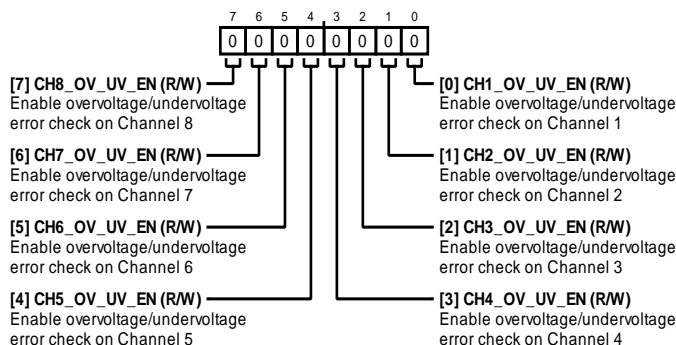 7 6 5 4 3 2 1 0
0 0 0 0 0 0 0 0
[7] CH8_OV_UV_EN (R/W)
Enable overvoltage/undervoltage
error check on Channel 8
[0] CH1_OV_UV_EN (R/W)
Enable overvoltage/undervoltage
error check on Channel 1
[6] CH7_OV_UV_EN (R/W)
Enable overvoltage/undervoltage
error check on Channel 7
[1] CH2_OV_UV_EN (R/W)
Enable overvoltage/undervoltage
error check on Channel 2
[5] CH6_OV_UV_EN (R/W)
Enable overvoltage/undervoltage
error check on Channel 6
[2] CH3_OV_UV_EN (R/W)
Enable overvoltage/undervoltage
error check on Channel 3
[4] CH5_OV_UV_EN (R/W)
Enable overvoltage/undervoltage
error check on Channel 5
[3] CH4_OV_UV_EN (R/W)
Enable overvoltage/undervoltage
error check on Channel 4